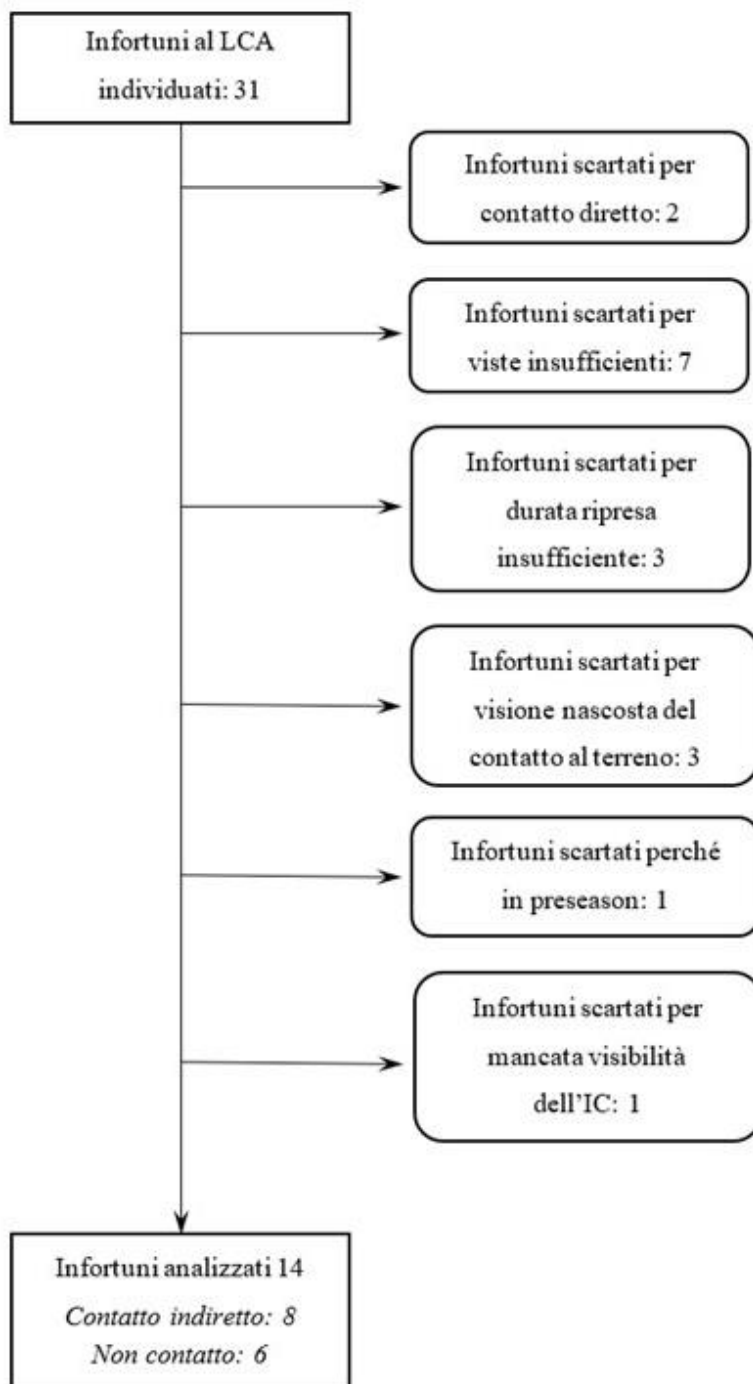 Infortuni al LCA
individuati: 31
Infortuni scartati per
contatto diretto: 2
Infortuni scartati per
viste insufficienti: 7
Infortuni scartati per
durata ripresa
insufficiente: 3
Infortuni scartati per
visione nascosta del
contatto al terreno: 3
Infortuni scartati perché
in preseason: 1
Infortuni scartati per
mancata visibilità
dell’IC: 1
Infortuni analizzati 14
Contatto indiretto: 8
Non contatto: 6